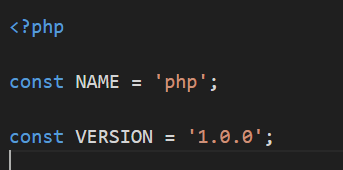 <?php
const NAME = 'php';
const VERSION = '1.0.0';